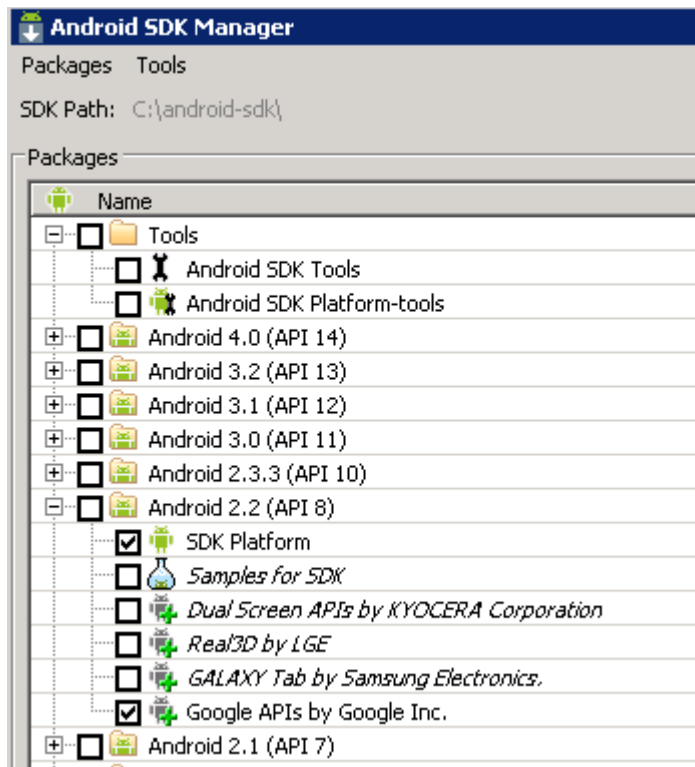 Android SDK Manager
Packages Tools
SDK Path: C:\android-sdk\
Packages
Name
Tools
Android SDK Tools
Android SDK Platform-tools
Android 4.0 (API 14)
Android 3.2 (API 13)
Android 3.1 (API 12)
Android 3.0 (API 11)
Android 2.3.3 (API 10)
Android 2.2 (API 8)
SDK Platform
Samples for SDK
Dual Screen APIs by KYOCERA Corporation
Real3D by LGE
GALAXY Tab by Samsung Electronics.
Google APIs by Google Inc.
Android 2.1 (API 7)